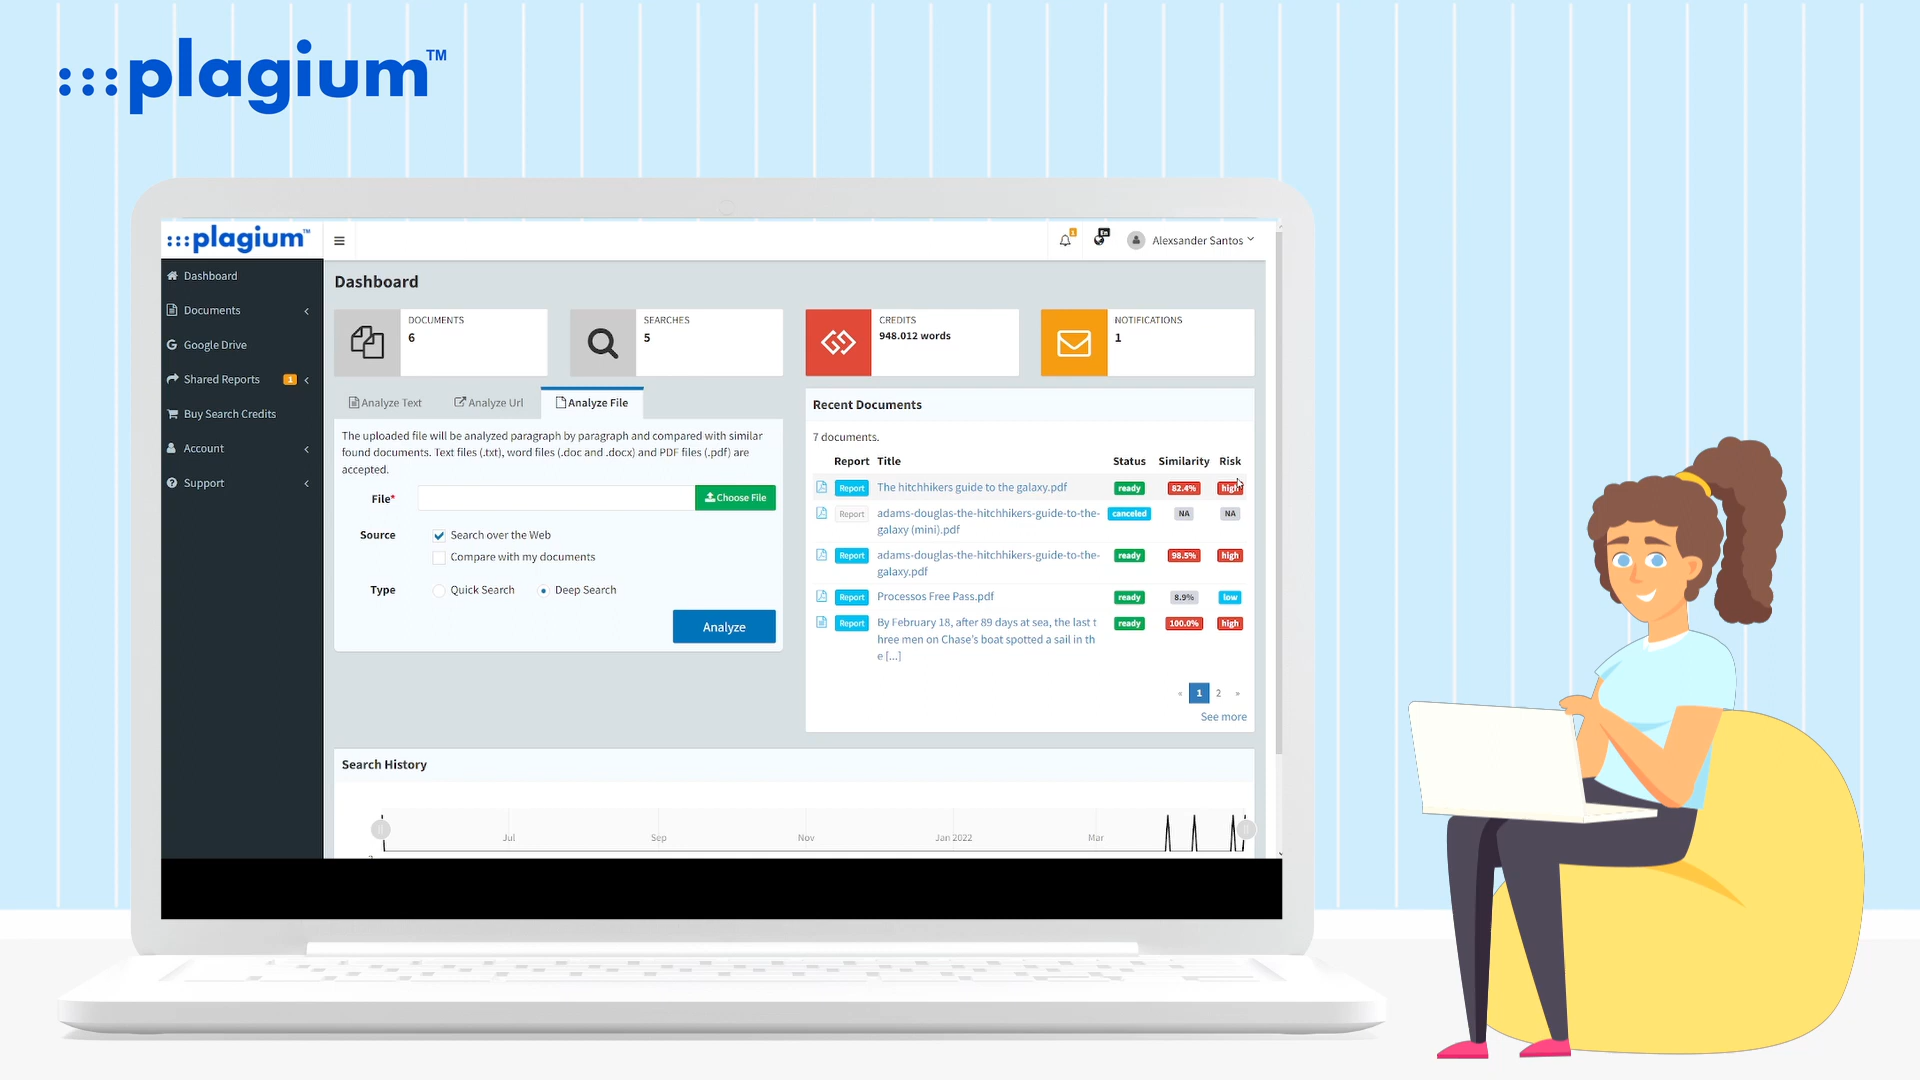 plagium™
plagium™
Alexsander Santos
1
En
Dashboard
Documents
Google Drive
Shared Reports 1
Buy Search Credits
Account
Support
Dashboard
DOCUMENTS
6
SEARCHES
5
CREDITS
948.012 words
NOTIFICATIONS
1
Analyze Text
Analyze Url
Analyze File
The uploaded file will be analyzed paragraph by paragraph and compared with similar
found documents. Text files (.txt), word files (.doc and .docx) and PDF files (.pdf) are
accepted.
File*
Choose File
Source
Search over the Web
Compare with my documents
Type
Quick Search
Deep Search
Analyze
Recent Documents
7 documents.
Report Title Status Similarity Risk
Report The hitchhikers guide to the galaxy.pdf ready 82.4% high
Report adams-douglas-the-hitchhikers-guide-to-the- canceled NA NA
galaxy (mini).pdf
Report adams-douglas-the-hitchhikers-guide-to-the- ready 98.5% high
galaxy.pdf
Report Processos Free Pass.pdf ready 8.9% low
Report By February 18, after 89 days at sea, the last t ready 100.0% high
hree men on Chase's boat spotted a sail in th
e [...]
« 1 2 »
See more
Search History
Jul Sep Nov Jan 2022 Mar